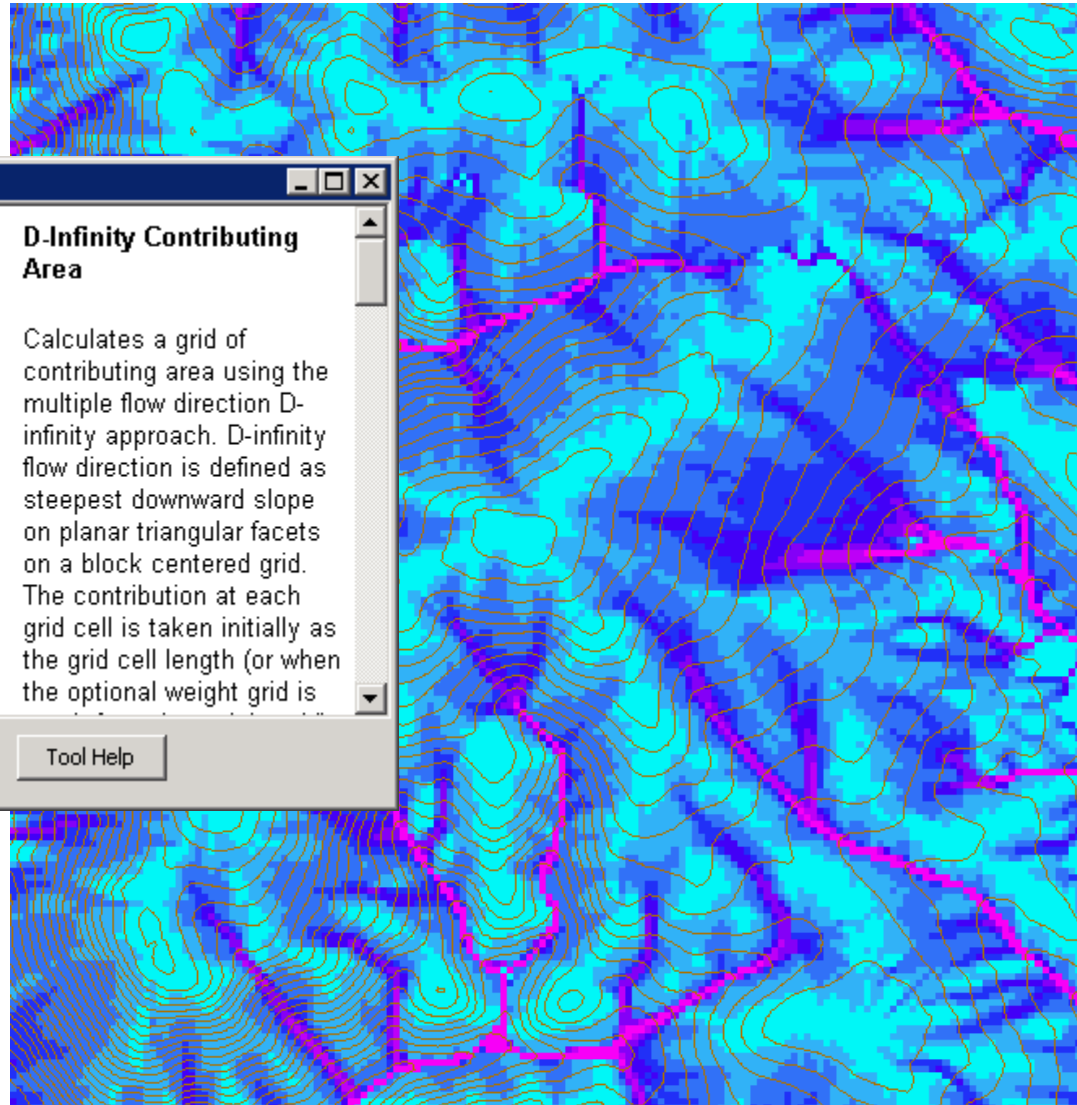 D-Infinity Contributing
Area
Calculates a grid of
contributing area using the
multiple flow direction D-
infinity approach. D-infinity
flow direction is defined as
steepest downward slope
on planar triangular facets
on a block centered grid.
The contribution at each
grid cell is taken initially as
the grid cell length (or when
the optional weight grid is
Tool Help